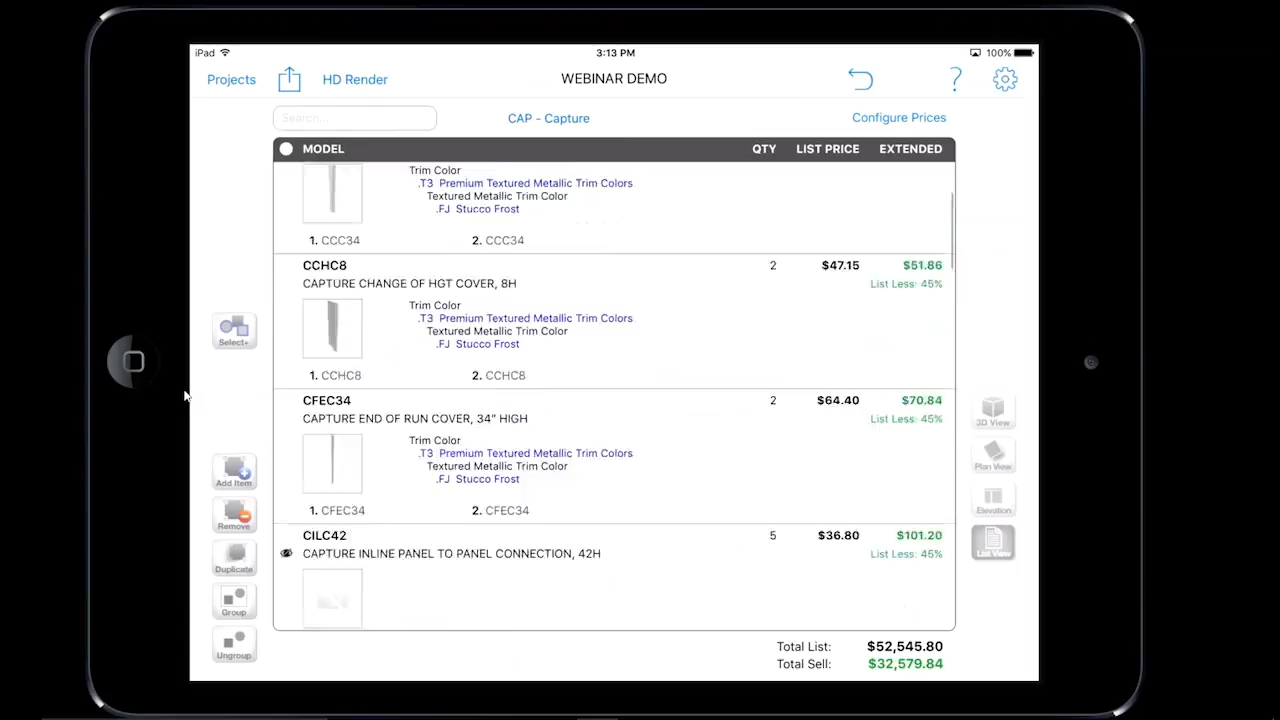 iPad 3:13 PM 100%
Projects HD Render WEBINAR DEMO ?
Search... CAP - Capture Configure Prices
MODEL QTY LIST PRICE EXTENDED
Trim Color
.T3 Premium Textured Metallic Trim Colors
Textured Metallic Trim Color
.FJ Stucco Frost
1. CCC34 2. CCC34
CCHC8 2 $47.15 $51.86
CAPTURE CHANGE OF HGT COVER, 8H List Less: 45%
Trim Color
.T3 Premium Textured Metallic Trim Colors
Textured Metallic Trim Color
.FJ Stucco Frost
1. CCHC8 2. CCHC8
CFEC34 2 $64.40 $70.84
CAPTURE END OF RUN COVER, 34" HIGH List Less: 45%
Trim Color
.T3 Premium Textured Metallic Trim Colors
Textured Metallic Trim Color
.FJ Stucco Frost
1. CFEC34 2. CFEC34
CILC42 5 $36.80 $101.20
CAPTURE INLINE PANEL TO PANEL CONNECTION, 42H List Less: 45%
Total List: $52,545.80
Total Sell: $32,579.84
Select+
Add Item
Remove
Duplicate
Group
Ungroup
3D View
Plan View
Elevation
List View